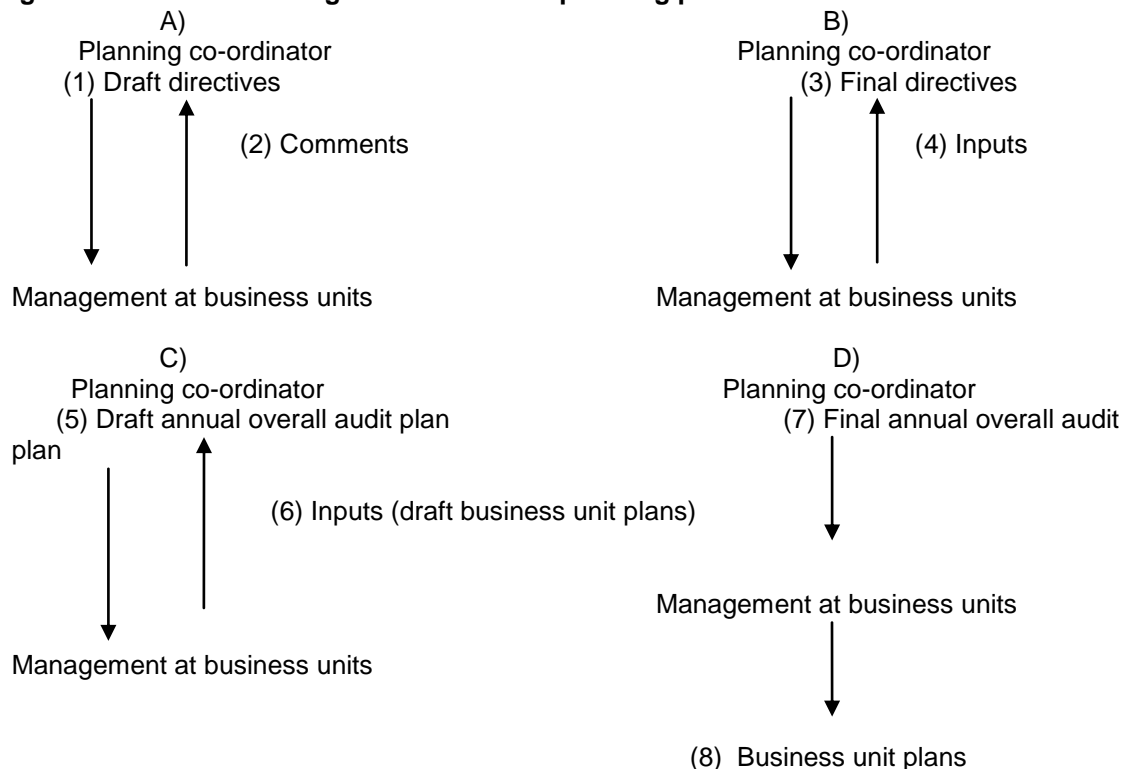 A)
Planning co-ordinator
(1) Draft directives
(2) Comments
Management at business units
B)
Planning co-ordinator
(3) Final directives
(4) Inputs
Management at business units
C)
Planning co-ordinator
(5) Draft annual overall audit plan
(6) Inputs (draft business unit plans)
Management at business units
D)
Planning co-ordinator
(7) Final annual overall audit
plan
Management at business units
(8) Business unit plans